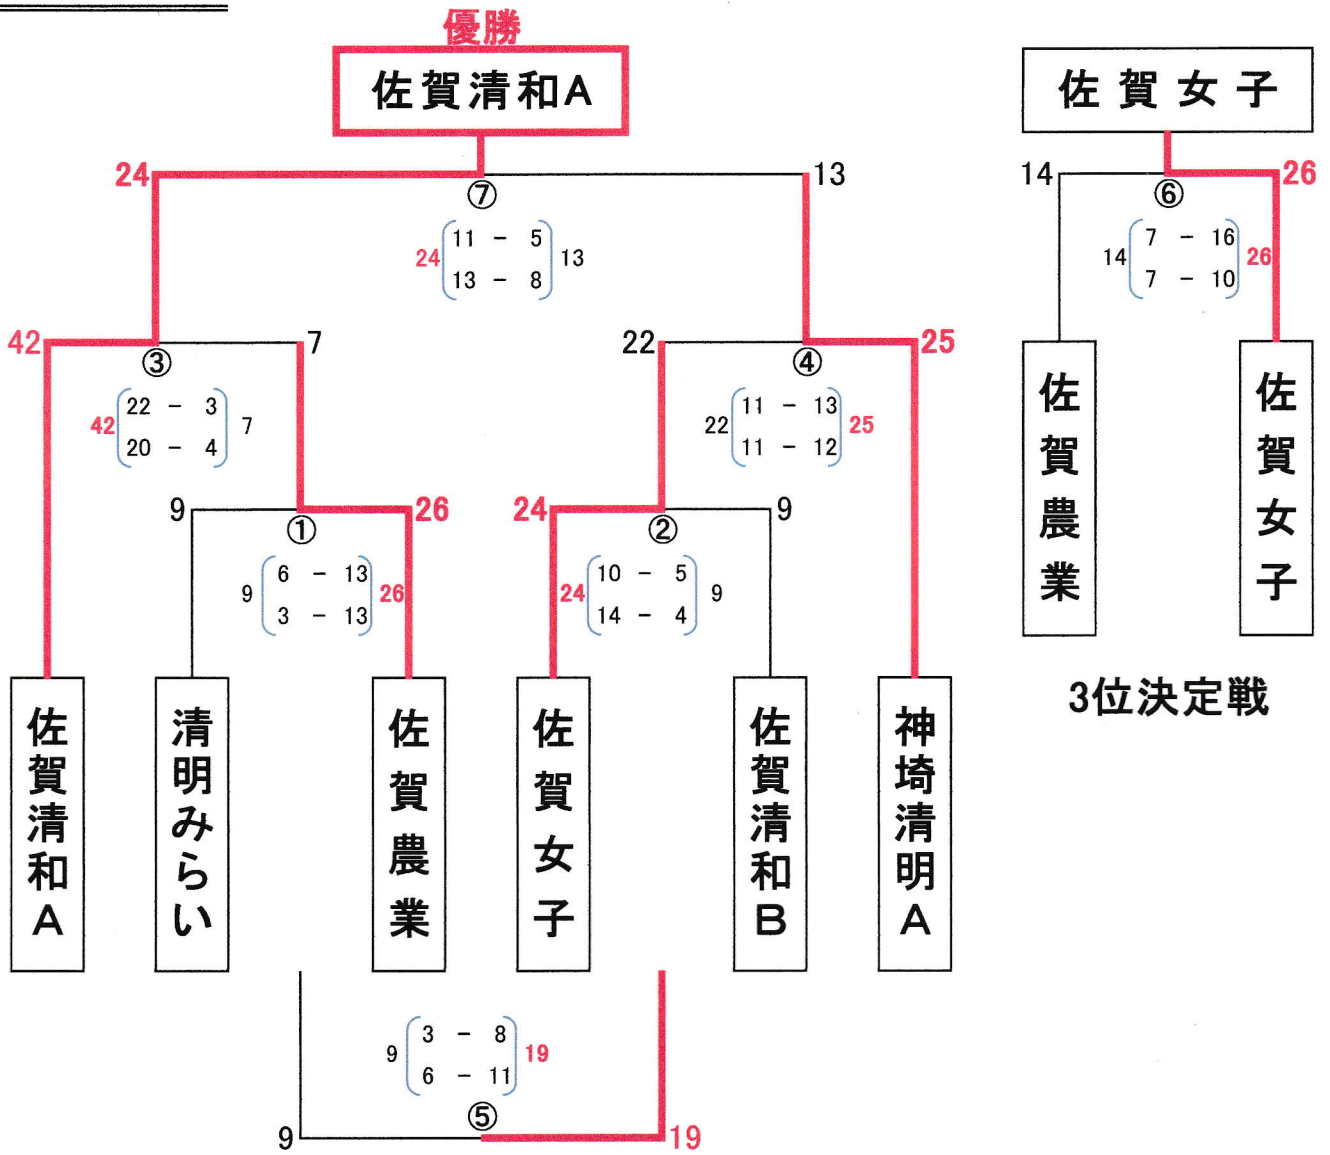 優勝
佐賀清和A
佐賀女子
24
13
⑦
11 - 5
24
13
13 - 8
14
26
⑥
7 - 16
14
26
7 - 10
42
7
③
22 - 3
42
7
20 - 4
22
25
④
11 - 13
22
25
11 - 12
9
26
①
6 - 13
9
26
3 - 13
24
9
②
10 - 5
24
9
14 - 4
佐賀農業
佐賀女子
3位決定戦
佐賀清和A
清明みらい
佐賀農業
佐賀女子
佐賀清和B
神埼清明A
3 - 8
9
19
6 - 11
⑤
9
19